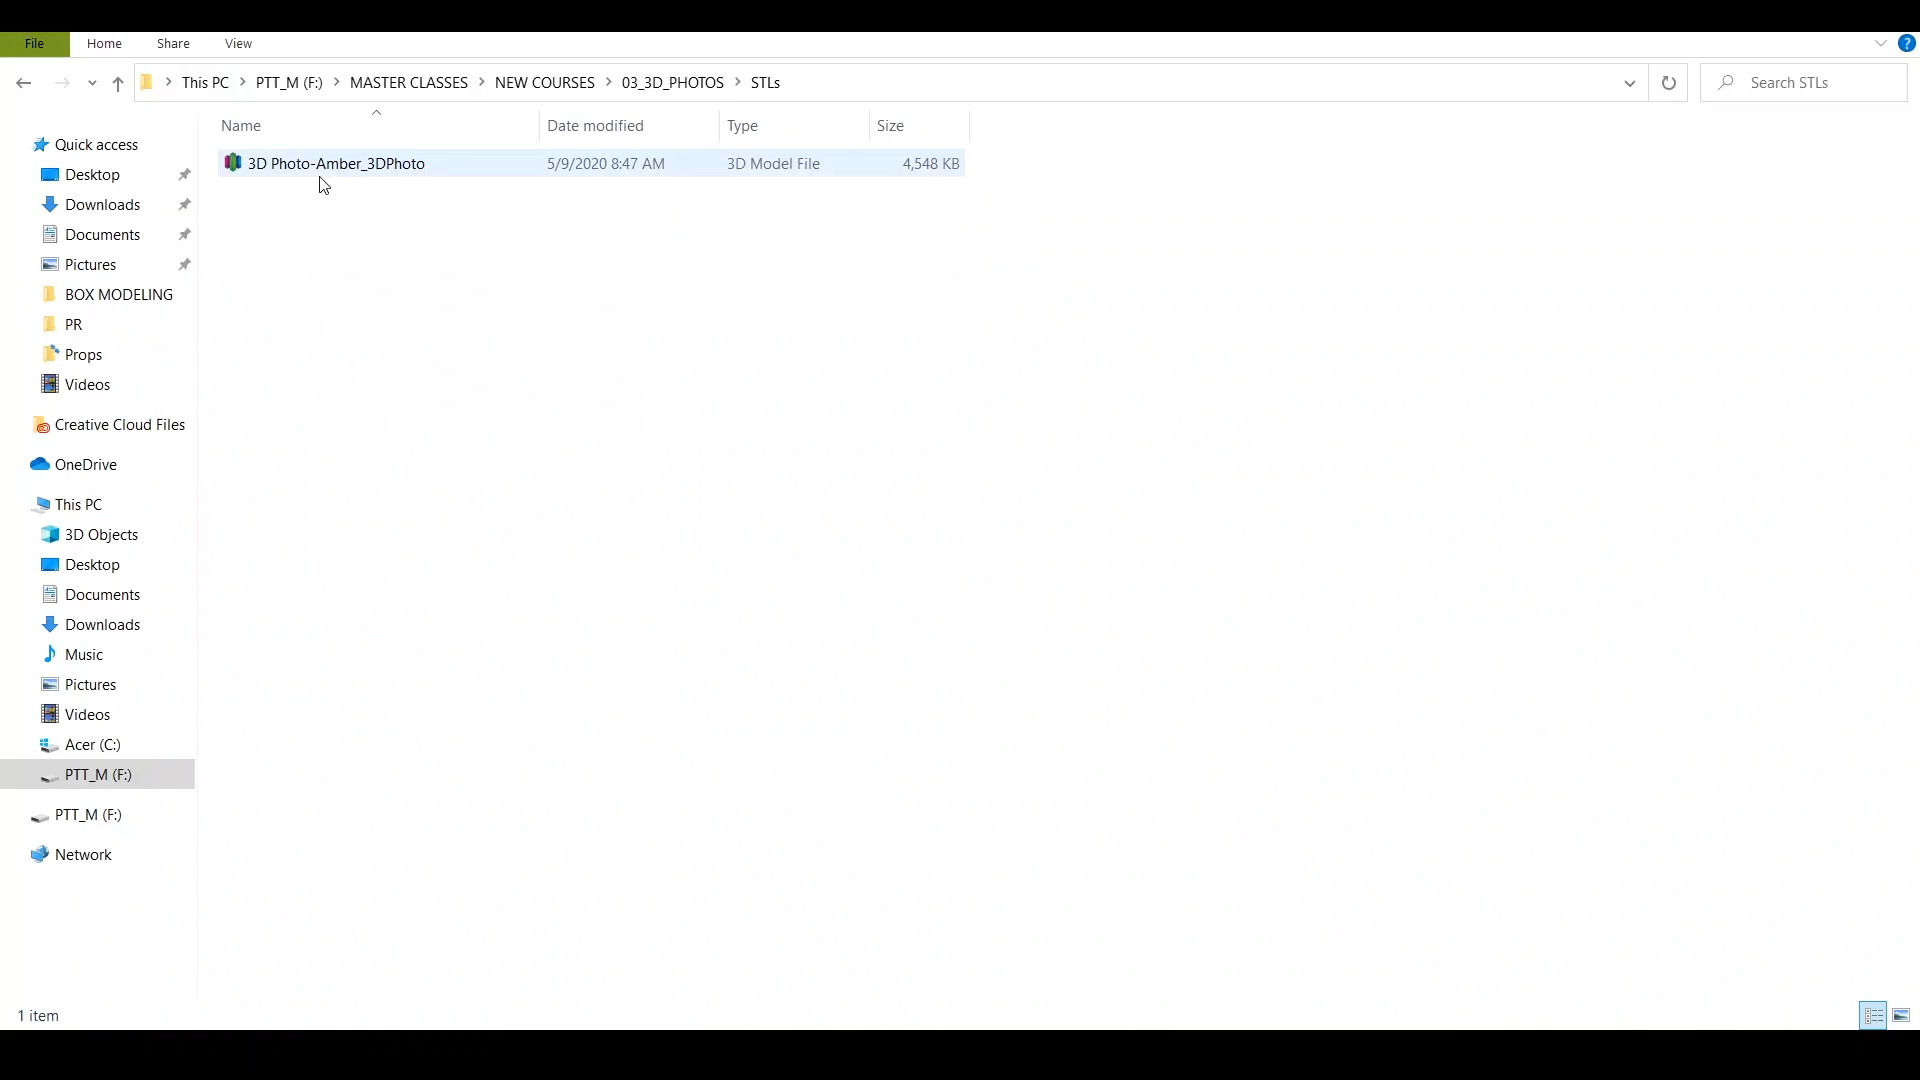 File Home Share View
This PC PTT_M (F:) MASTER CLASSES NEW COURSES 03_3D_PHOTOS STLs Search STLs
Name Date modified Type Size
3D Photo-Amber_3DPhoto 5/9/2020 8:47 AM 3D Model File 4,548 KB
Quick access
Desktop
Downloads
Documents
Pictures
BOX MODELING
PR
Props
Videos
Creative Cloud Files
OneDrive
This PC
3D Objects
Desktop
Documents
Downloads
Music
Pictures
Videos
Acer (C:)
PTT_M (F:)
PTT_M (F:)
Network
1 item